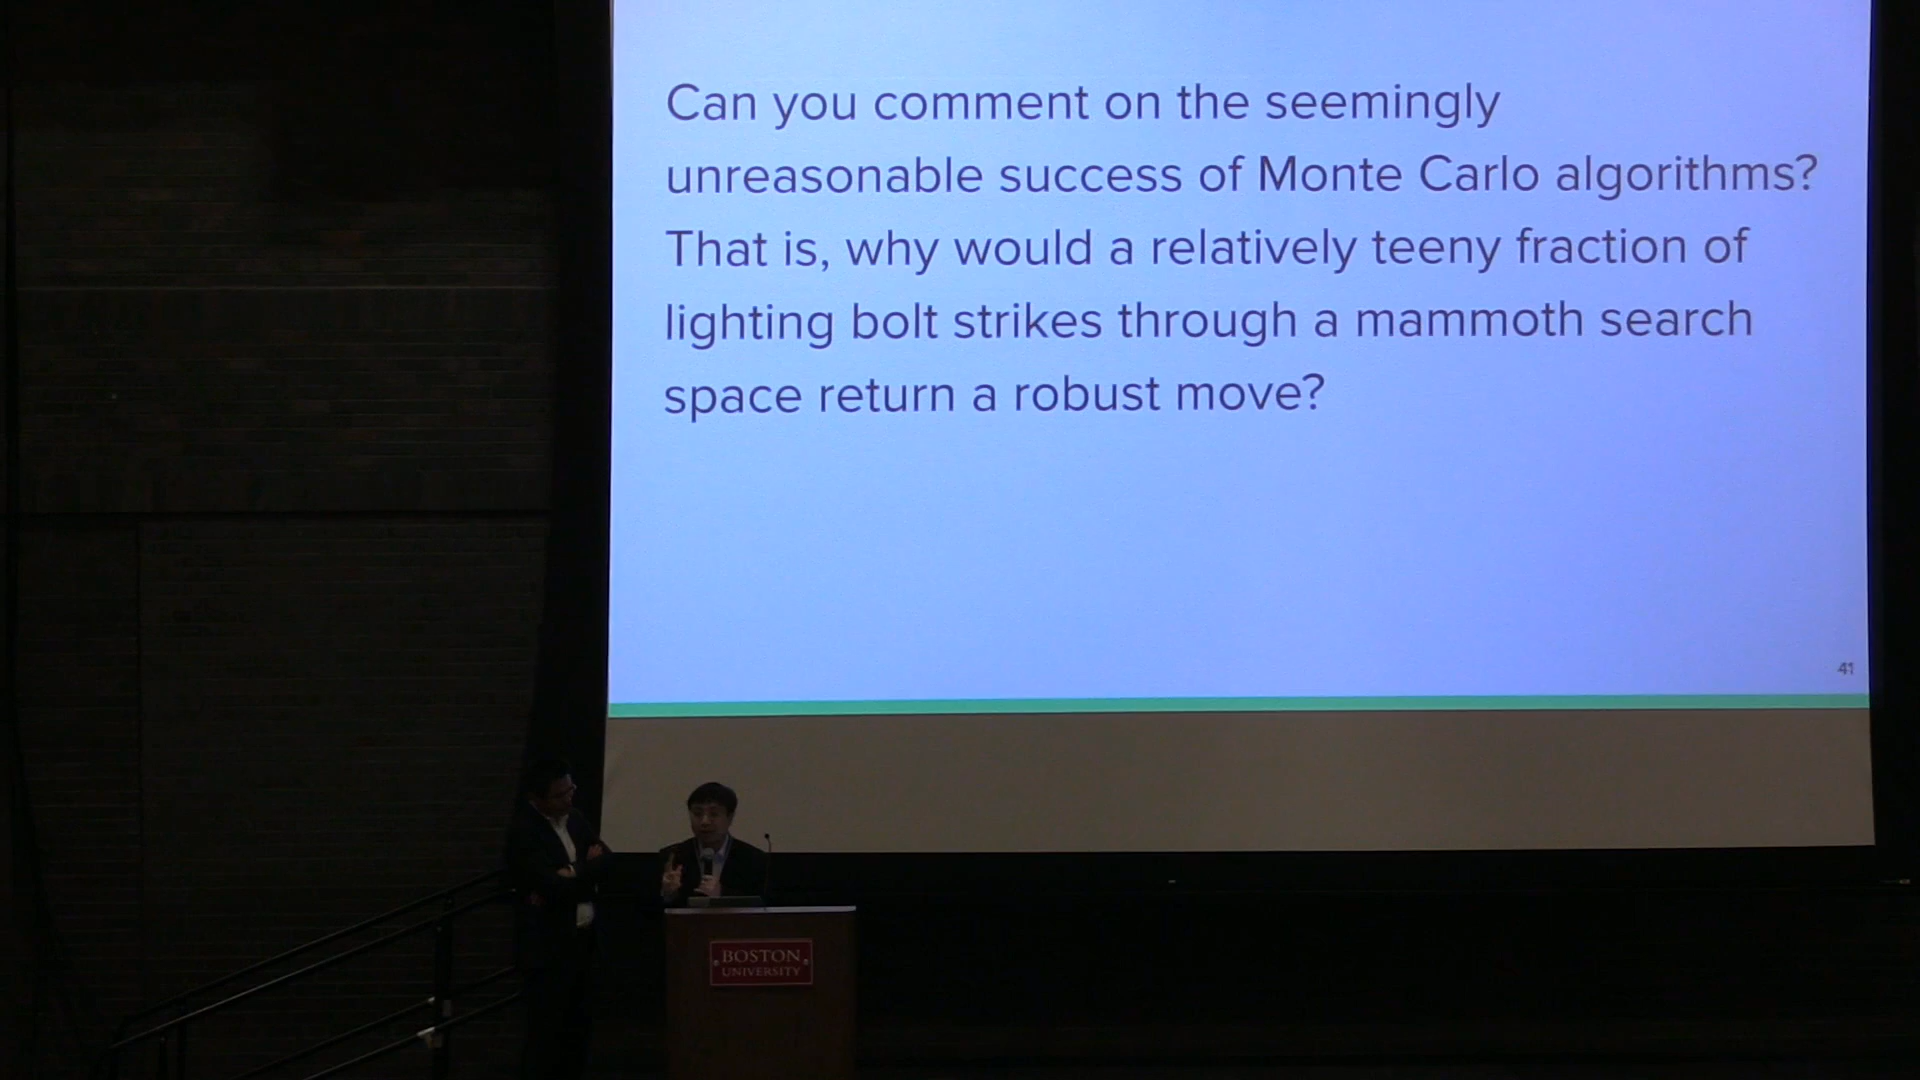 Can you comment on the seemingly
unreasonable success of Monte Carlo algorithms?
That is, why would a relatively teeny fraction of
lighting bolt strikes through a mammoth search
space return a robust move?
41
BOSTON
UNIVERSITY